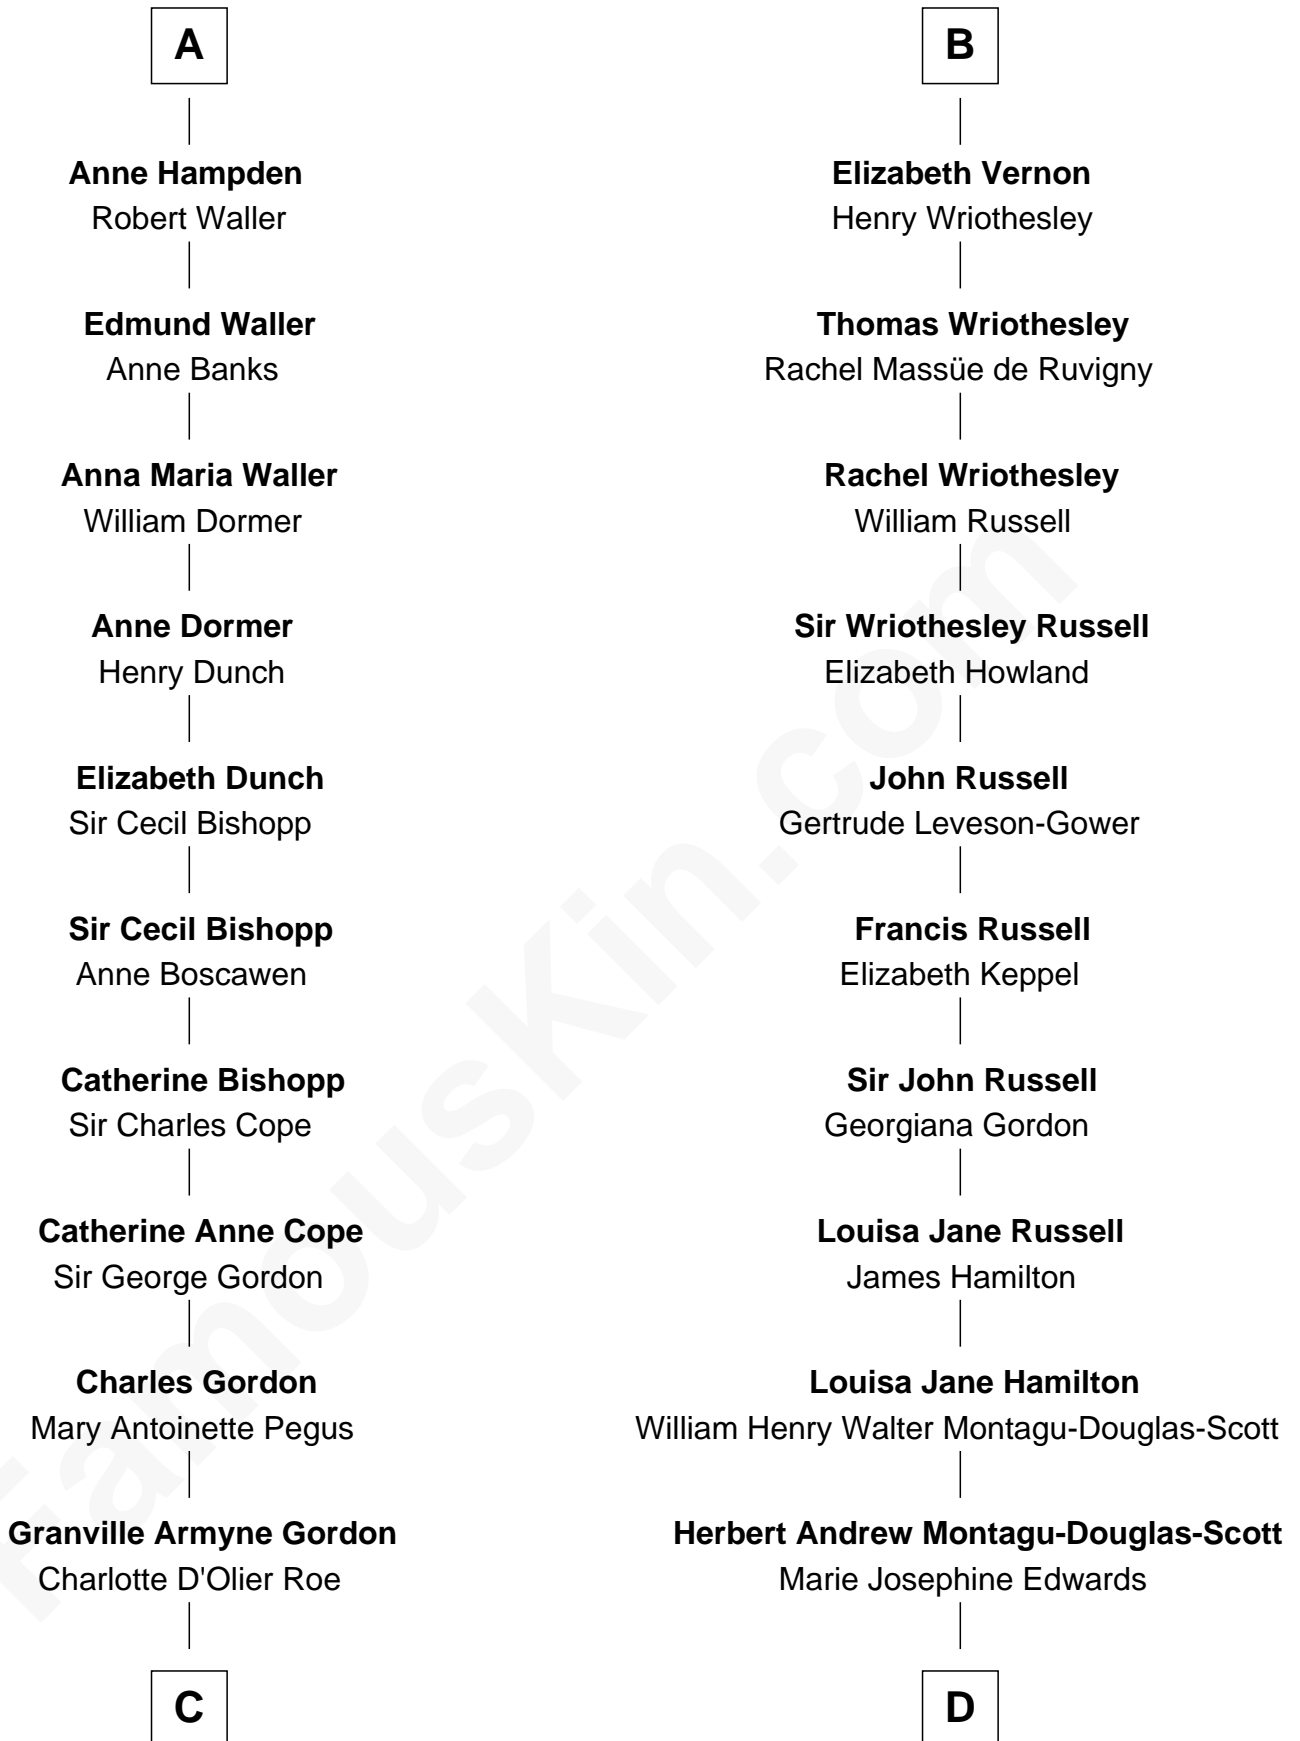 A
Anne Hampden
Robert Waller
Edmund Waller
Anne Banks
Anna Maria Waller
William Dormer
Anne Dormer
Henry Dunch
Elizabeth Dunch
Sir Cecil Bishopp
Sir Cecil Bishopp
Anne Boscawen
Catherine Bishopp
Sir Charles Cope
Catherine Anne Cope
Sir George Gordon
Charles Gordon
Mary Antoinette Pegus
Granville Armyne Gordon
Charlotte D'Olier Roe
C
B
Elizabeth Vernon
Henry Wriothesley
Thomas Wriothesley
Rachel Massüe de Ruvigny
Rachel Wriothesley
William Russell
Sir Wriothesley Russell
Elizabeth Howland
John Russell
Gertrude Leveson-Gower
Francis Russell
Elizabeth Keppel
Sir John Russell
Georgiana Gordon
Louisa Jane Russell
James Hamilton
Louisa Jane Hamilton
William Henry Walter Montagu-Douglas-Scott
Herbert Andrew Montagu-Douglas-Scott
Marie Josephine Edwards
D
FamousKin.com